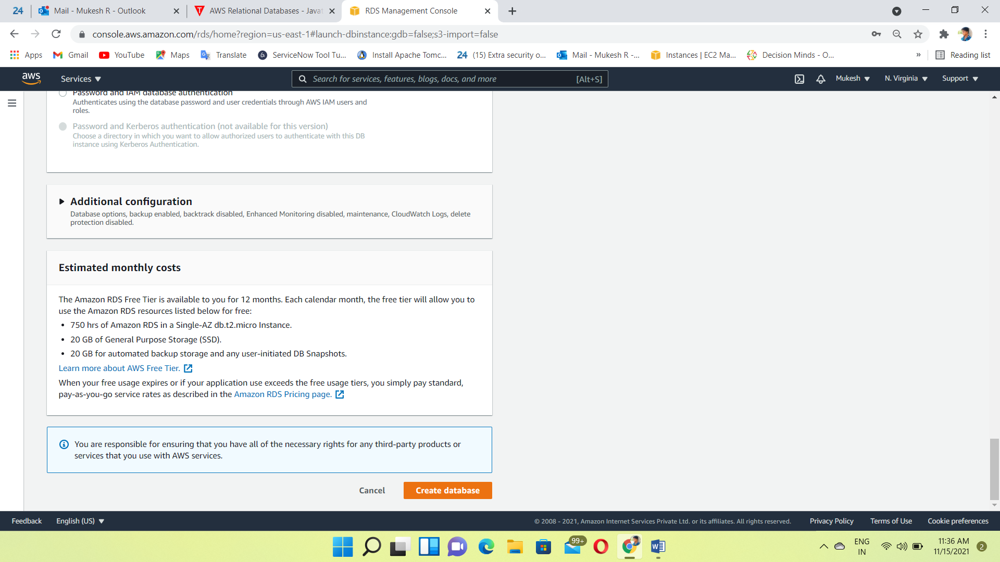 24
Mail - Mukesh R - Outlook
AWS Relational Databases - Javat
RDS Management Console
console.aws.amazon.com/rds/home?region=us-east-1#launch-dbinstance:gdb=false;s3-import=false
Apps
Gmail
YouTube
Maps
Translate
ServiceNow Tool Tu...
Install Apache Tomc...
24
(15) Extra security o...
Mail - Mukesh R -...
Instances | EC2 Ma...
Decision Minds - O...
»
Reading list
aws
Services
Search for services, features, blogs, docs, and more
[Alt+S]
Mukesh
N. Virginia
Support
Password and IAM database authentication
Authenticates using the database password and user credentials through AWS IAM users and
roles.
Password and Kerberos authentication (not available for this version)
Choose a directory in which you want to allow authorized users to authenticate with this DB
instance using Kerberos Authentication.
Additional configuration
Database options, backup enabled, backtrack disabled, Enhanced Monitoring disabled, maintenance, CloudWatch Logs, delete
protection disabled.
Estimated monthly costs
The Amazon RDS Free Tier is available to you for 12 months. Each calendar month, the free tier will allow you to
use the Amazon RDS resources listed below for free:
• 750 hrs of Amazon RDS in a Single-AZ db.t2.micro Instance.
• 20 GB of General Purpose Storage (SSD).
• 20 GB for automated backup storage and any user-initiated DB Snapshots.
Learn more about AWS Free Tier.
When your free usage expires or if your application use exceeds the free usage tiers, you simply pay standard,
pay-as-you-go service rates as described in the Amazon RDS Pricing page.
You are responsible for ensuring that you have all of the necessary rights for any third-party products or
services that you use with AWS services.
Cancel
Create database
Feedback
English (US)
© 2008 - 2021, Amazon Internet Services Private Ltd. or its affiliates. All rights reserved.
Privacy Policy
Terms of Use
Cookie preferences
99+
ENG
IN
11:36 AM
11/15/2021
2